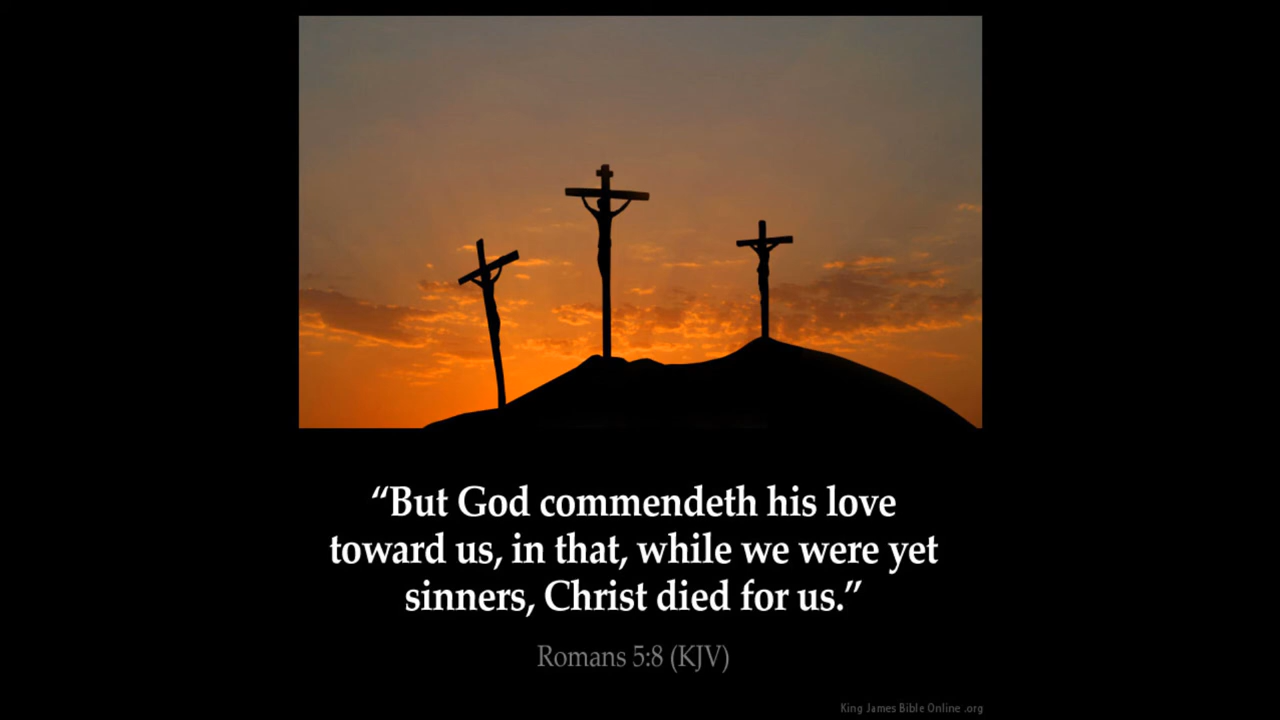 “But God commendeth his love
toward us, in that, while we were yet
sinners, Christ died for us.”
Romans 5:8 (KJV)
King James Bible Online .org